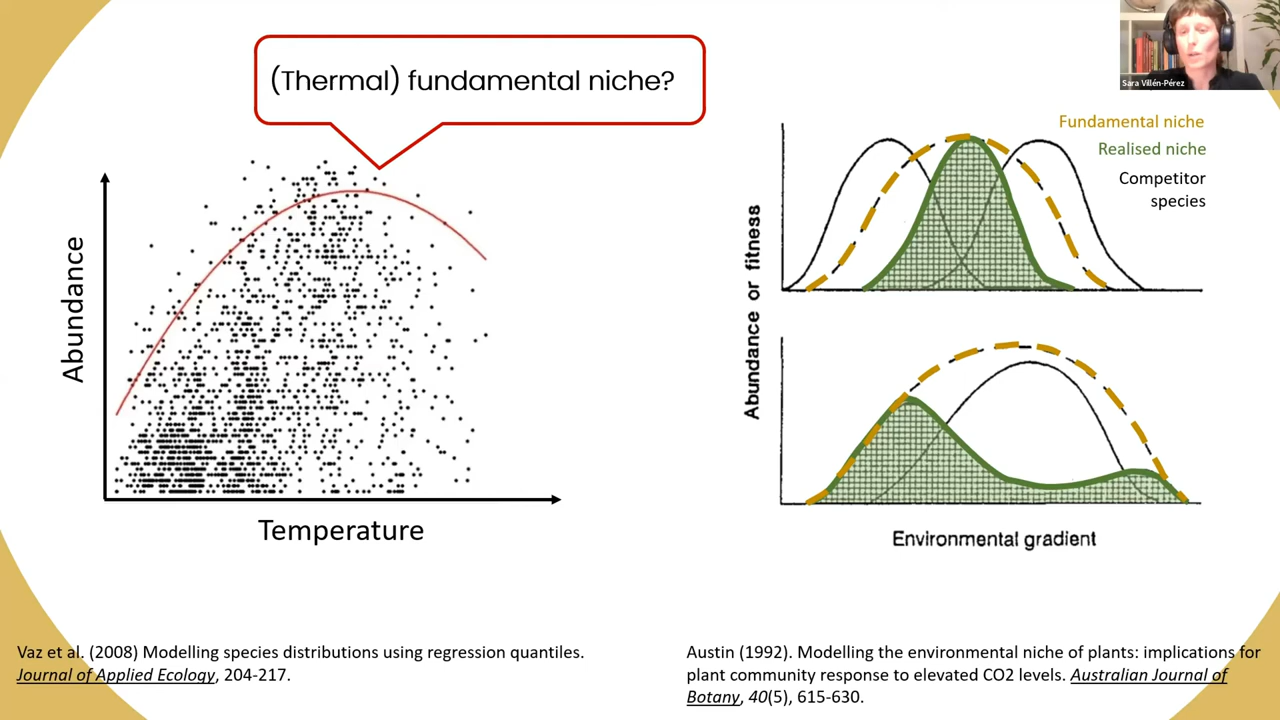 (Thermal) fundamental niche?
Sara Villén-Pérez
Abundance
Temperature
Fundamental niche
Realised niche
Competitor
species
Abundance or fitness
Environmental gradient
Vaz et al. (2008) Modelling species distributions using regression quantiles.
Journal of Applied Ecology, 204-217.
Austin (1992). Modelling the environmental niche of plants: implications for
plant community response to elevated CO2 levels. Australian Journal of
Botany, 40(5), 615-630.